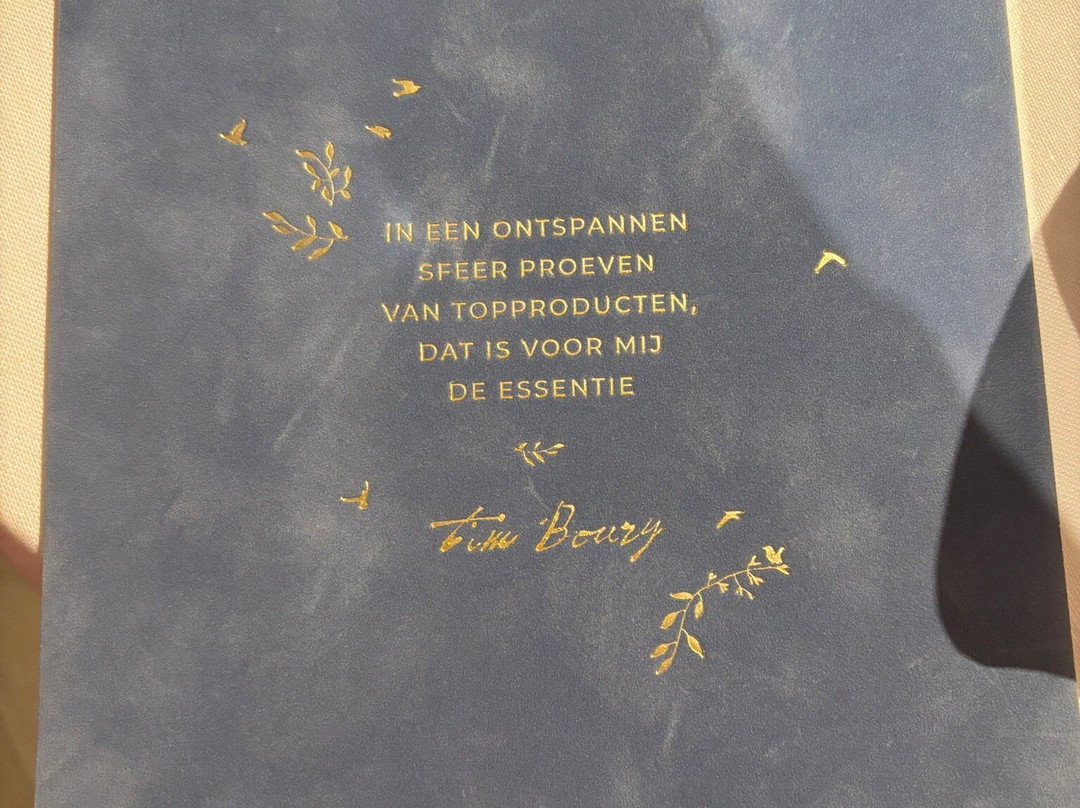 IN EEN ONTSPANNEN
SFEER PROEVEN
VAN TOPPRODUCTEN,
DAT IS VOOR MIJ
DE ESSENTIE
Tim Boury